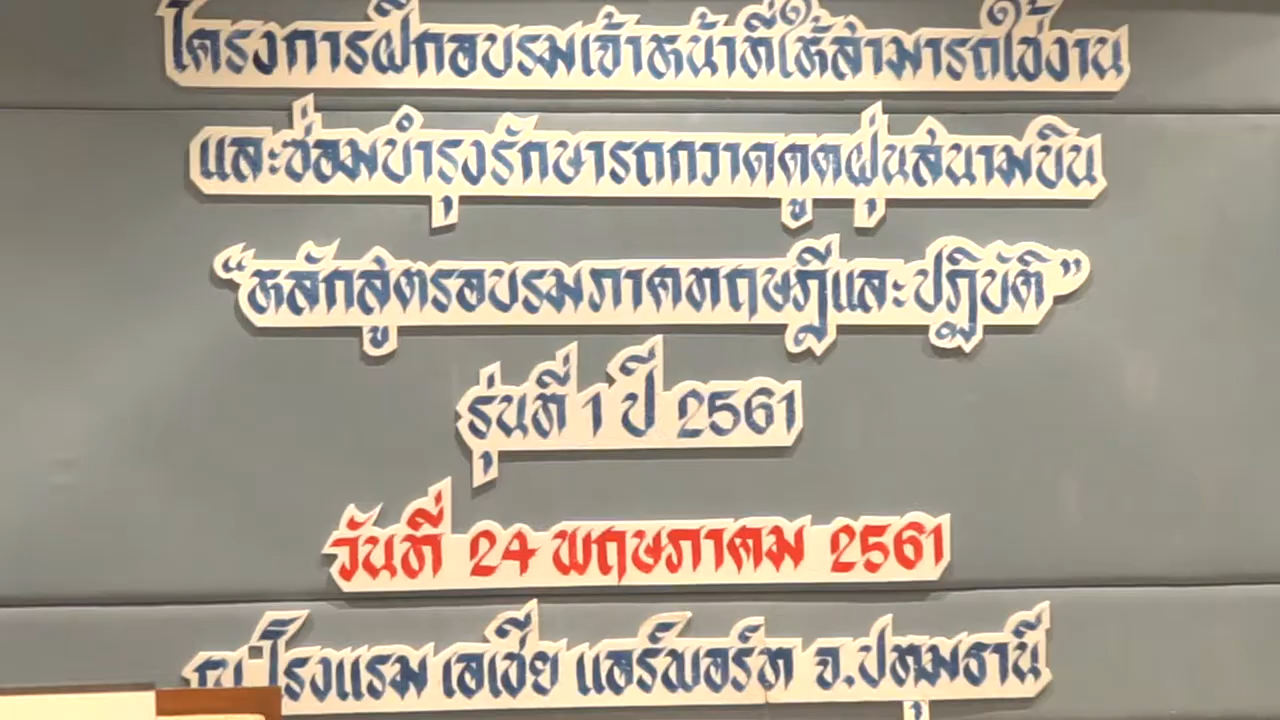 โครงการฝึกอบรมเจ้าหน้าที่ให้สามารถใช้งาน
และซ่อมบำรุงรักษารถกวาดดูดฝุ่นสนามบิน
“หลักสูตรอบรมภาคทฤษฎีและปฏิบัติ”
รุ่นที่ 1 ปี 2561
วันที่ 24 พฤษภาคม 2561
ณ โรงแรม เอเชีย แอร์พอร์ท จ.ปทุมธานี